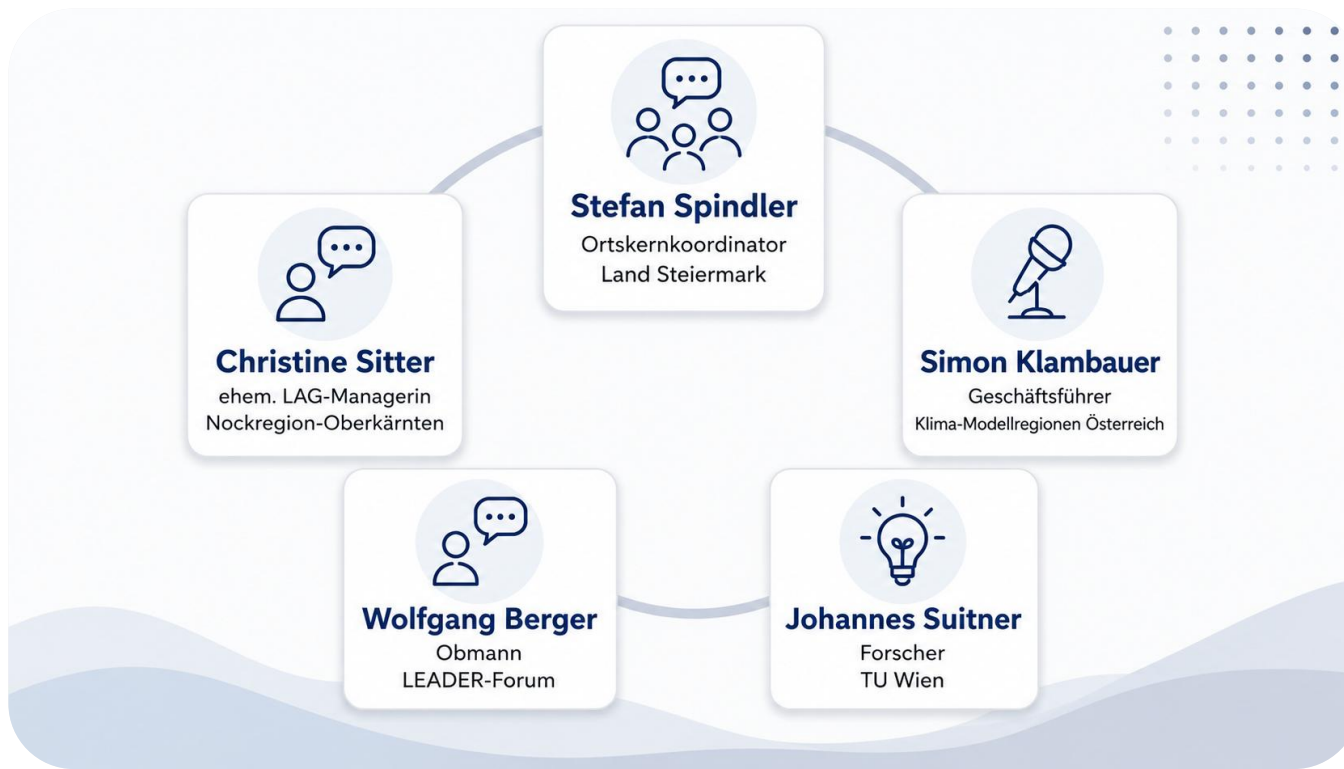 Stefan Spindler
Ortskernkoordinator
Land Steiermark
Christine Sitter
ehem. LAG-Managerin
Nockregion-Oberkärnten
Simon Klambauer
Geschäftsführer
Klima-Modellregionen Österreich
Wolfgang Berger
Obmann
LEADER-Forum
Johannes Suitner
Forscher
TU Wien